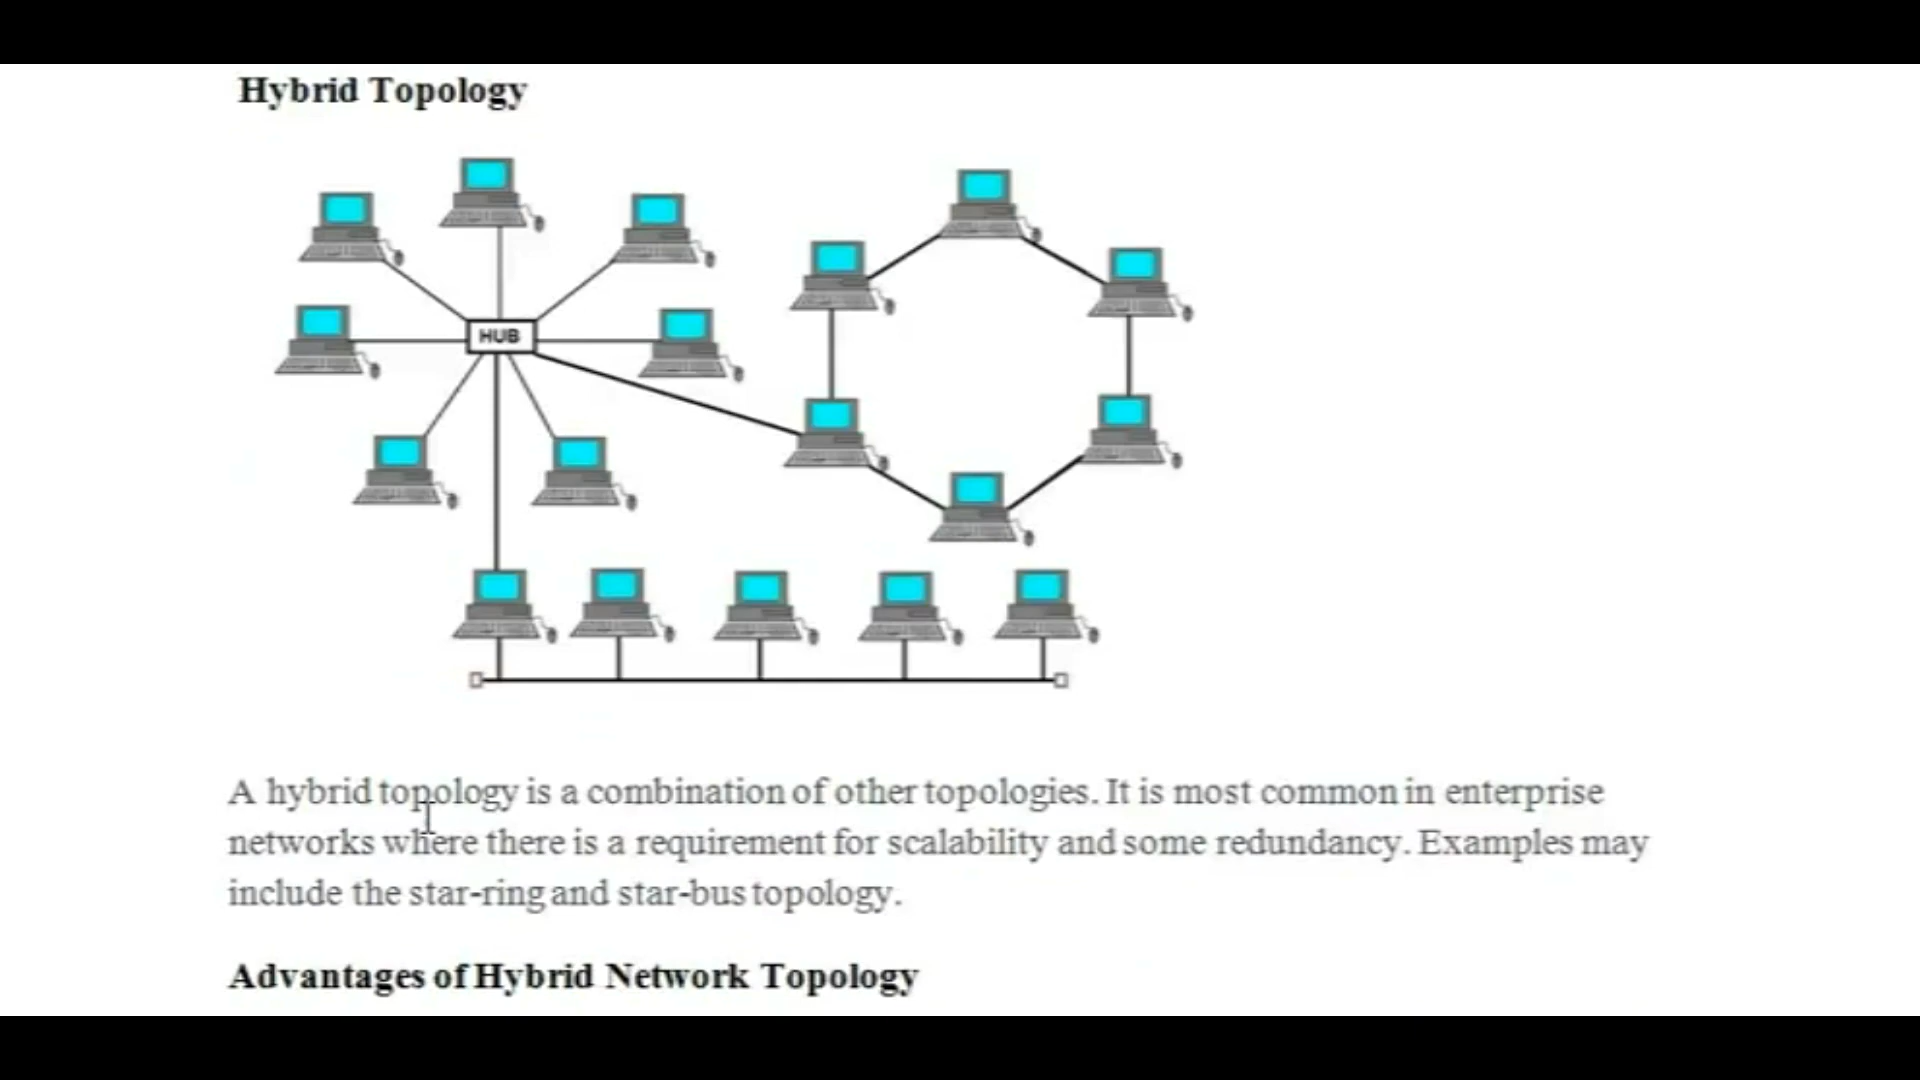 Hybrid Topology
HUB
A hybrid topology is a combination of other topologies. It is most common in enterprise
networks where there is a requirement for scalability and some redundancy. Examples may
include the star-ring and star-bus topology.
Advantages of Hybrid Network Topology